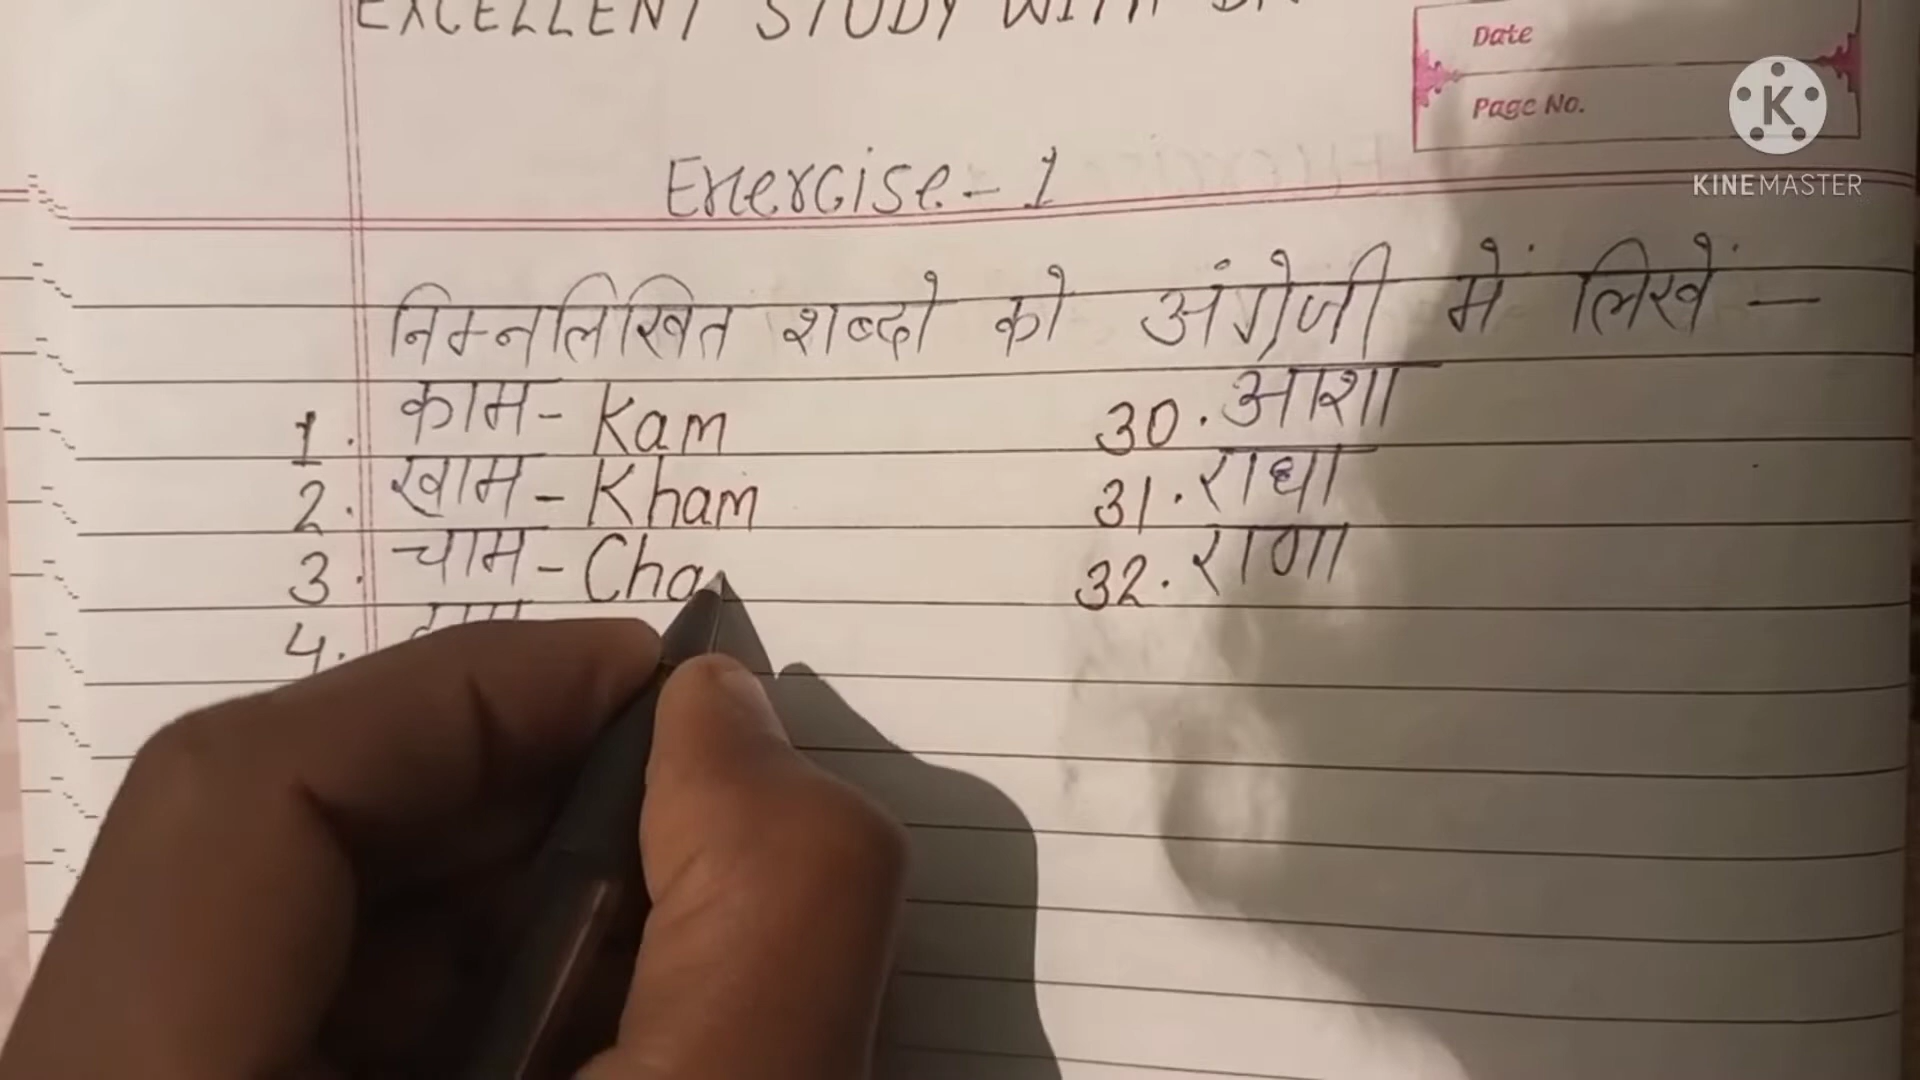 EXCELLENT STUDY WITH
Date
Page No.
KINEMASTER
Exercise - 1
निम्नलिखित शब्दो को अंग्रेजी में लिखें -
1. काम - Kam
2. खाम - Kham
3. चाम - Cha
4.
30. आशा
31. राधा
32. राणा